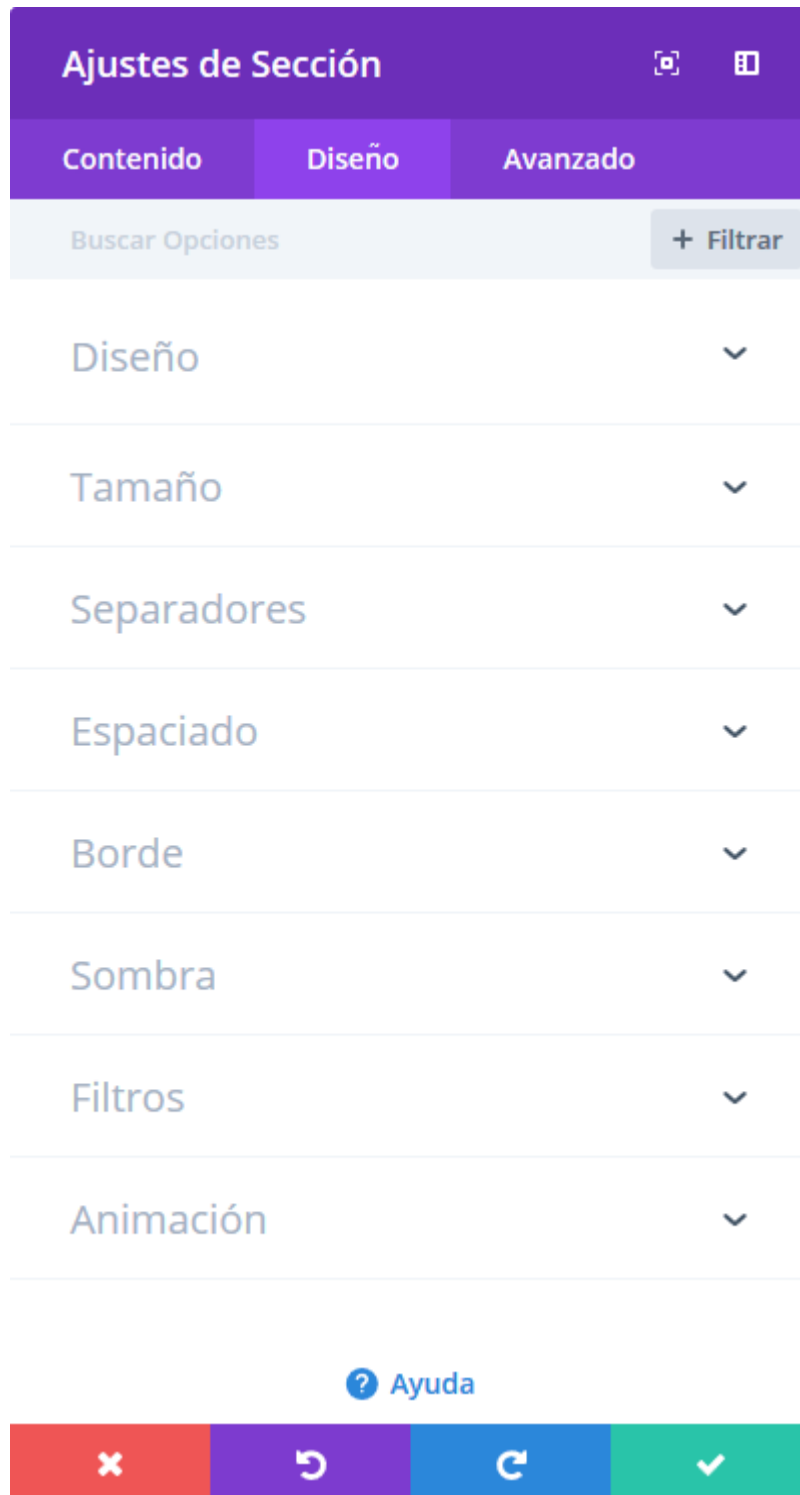 Ajustes de Sección
Contenido Diseño Avanzado
Buscar Opciones + Filtrar
Diseño
Tamaño
Separadores
Espaciado
Borde
Sombra
Filtros
Animación
? Ayuda